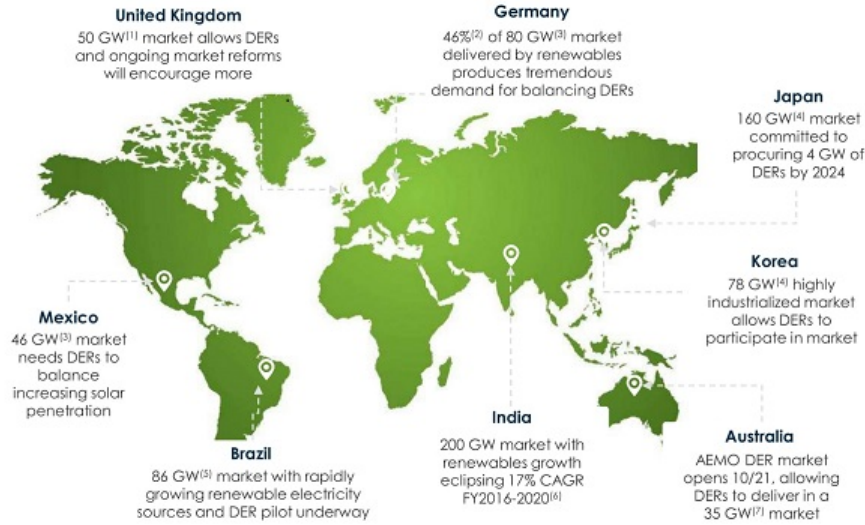 United Kingdom
50 GW(1) market allows DERs
and ongoing market reforms
will encourage more
Germany
46%(2) of 80 GW(3) market
delivered by renewables
produces tremendous
demand for balancing DERs
Japan
160 GW(4) market
committed to
procuring 4 GW of
DERs by 2024
Korea
78 GW(4) highly
industrialized market
allows DERs to
participate in market
Mexico
46 GW(3) market
needs DERs to
balance
increasing solar
penetration
Brazil
86 GW(5) market with rapidly
growing renewable electricity
sources and DER pilot underway
India
200 GW market with
renewables growth
eclipsing 17% CAGR
FY2016-2020(6)
Australia
AEMO DER market
opens 10/21, allowing
DERs to deliver in a
35 GW(7) market